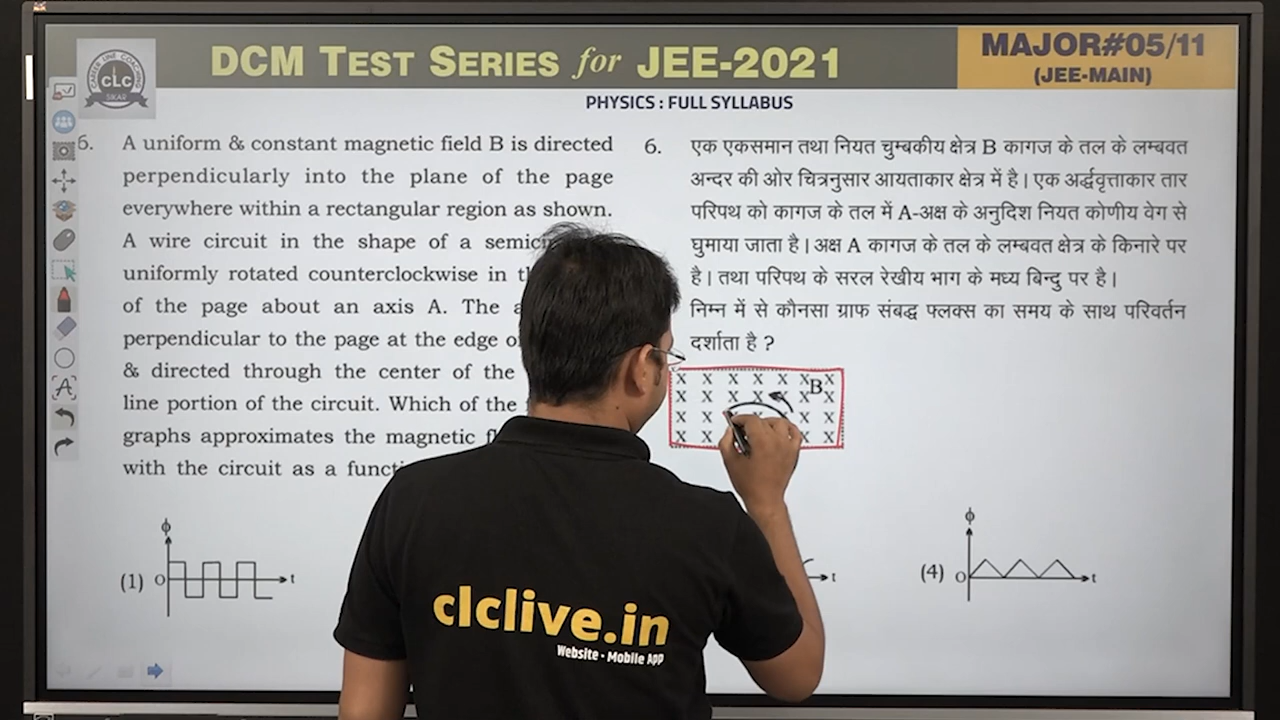 DCM TEST SERIES for JEE-2021
MAJOR#05/11
(JEE-MAIN)
CLC
SIKAR
PHYSICS : FULL SYLLABUS
6.
A uniform & constant magnetic field B is directed
perpendicularly into the plane of the page
everywhere within a rectangular region as shown.
A wire circuit in the shape of a
uniformly rotated counterclockwise in
of the page about an axis A. The
perpendicular to the page at the edge
& directed through the center of the
line portion of the circuit. Which of the
graphs approximates the magnetic
with the circuit as a
6.
एक एकसमान तथा नियत चुम्बकीय क्षेत्र B कागज के तल के लम्बवत
अन्दर की ओर चित्रनुसार आयताकार क्षेत्र में है। एक अर्द्धवृत्ताकार तार
परिपथ को कागज के तल में A-अक्ष के अनुदिश नियत कोणीय वेग से
घुमाया जाता है। अक्ष A कागज के तल के लम्बवत क्षेत्र के किनारे पर
है। तथा परिपथ के सरल रेखीय भाग के मध्य बिन्दु पर है।
निम्न में से कौनसा ग्राफ संबद्ध फ्लक्स का समय के साथ परिवर्तन
दर्शाता है ?
x x x x x x B x
x x x x x x
x x x x
x x x x
(1) ϕ O t
t
(4) ϕ O t
clclive.in
Website - Mobile App